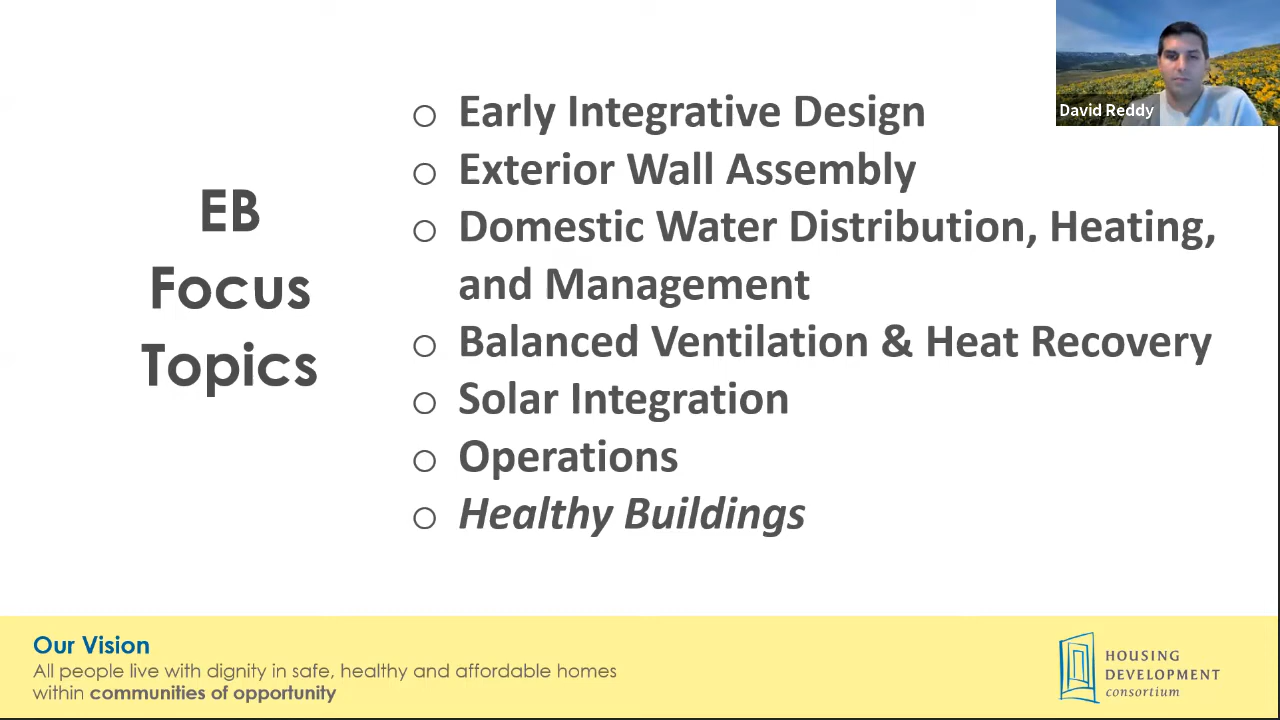 EB
Focus
Topics
○ Early Integrative Design
○ Exterior Wall Assembly
○ Domestic Water Distribution, Heating,
and Management
○ Balanced Ventilation & Heat Recovery
○ Solar Integration
○ Operations
○ Healthy Buildings
David Reddy
Our Vision
All people live with dignity in safe, healthy and affordable homes
within communities of opportunity
HOUSING
DEVELOPMENT
consortium